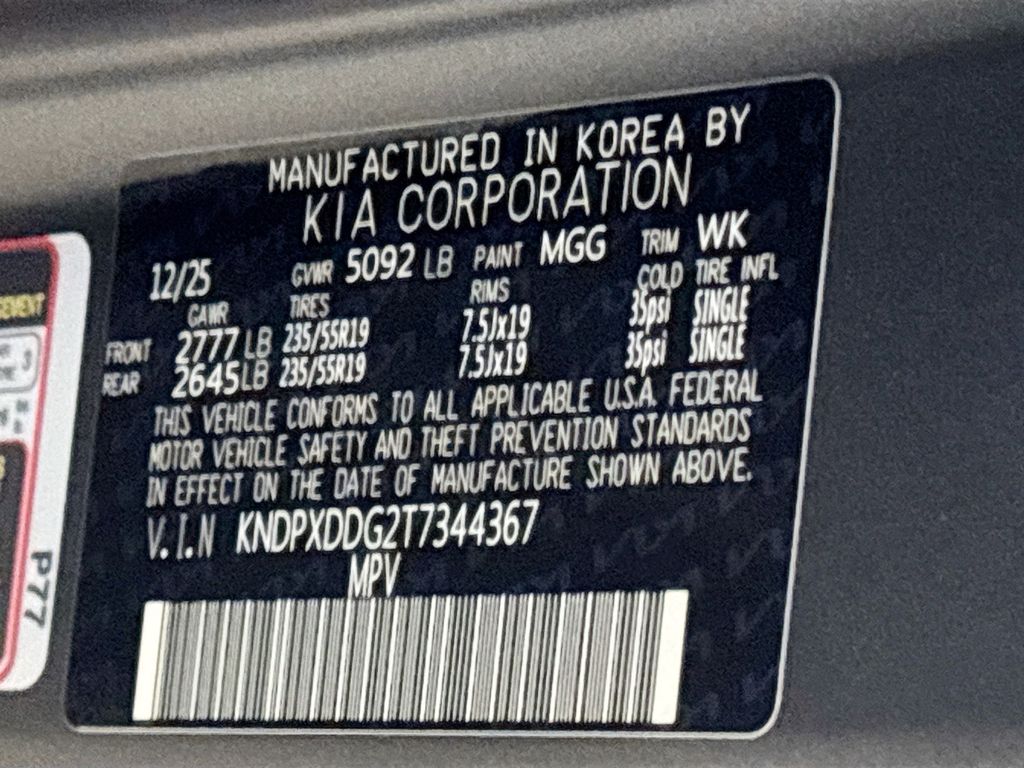 MANUFACTURED IN KOREA BY
KIA CORPORATION
12/25 GVWR 5092 LB PAINT MGG TRIM WK
GAWR TIRES RIMS COLD TIRE INFL
FRONT 2777 LB 235/55R19 7.5Jx19 35psi SINGLE
REAR 2645LB 235/55R19 7.5Jx19 35psi SINGLE
THIS VEHICLE CONFORMS TO ALL APPLICABLE U.S.A. FEDERAL
MOTOR VEHICLE SAFETY AND THEFT PREVENTION STANDARDS
IN EFFECT ON THE DATE OF MANUFACTURE SHOWN ABOVE.
V.I.N KNDPXDDG2T7344367
MPV
P77